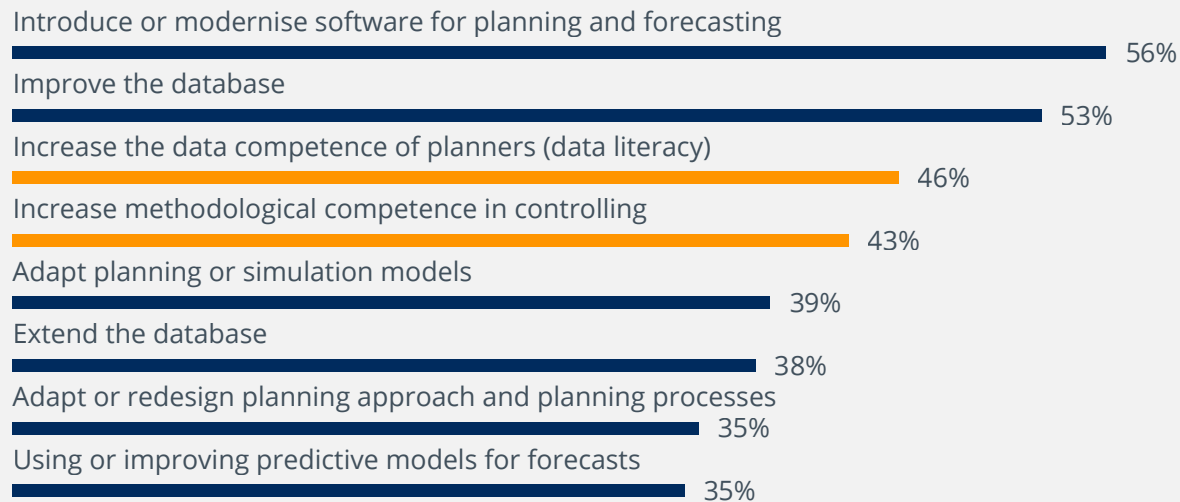 Introduce or modernise software for planning and forecasting
56%
Improve the database
53%
Increase the data competence of planners (data literacy)
46%
Increase methodological competence in controlling
43%
Adapt planning or simulation models
39%
Extend the database
38%
Adapt or redesign planning approach and planning processes
35%
Using or improving predictive models for forecasts
35%